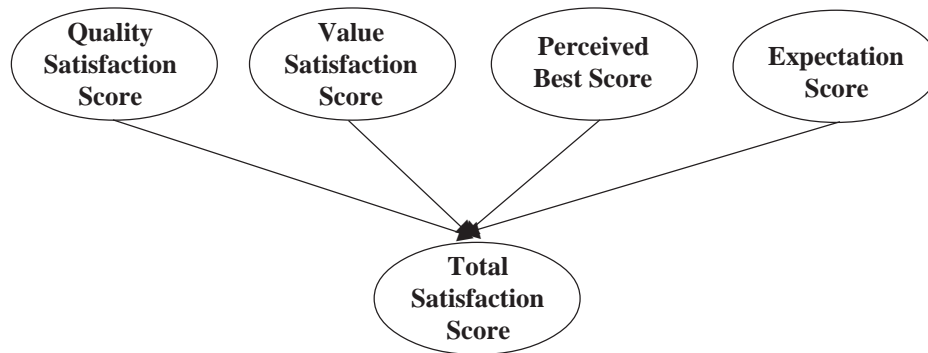 Quality
Satisfaction
Score
Value
Satisfaction
Score
Perceived
Best Score
Expectation
Score
Total
Satisfaction
Score